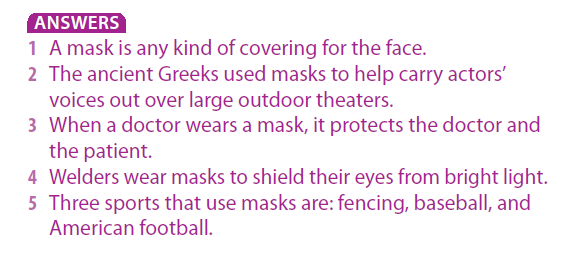 ANSWERS
1 A mask is any kind of covering for the face.
2 The ancient Greeks used masks to help carry actors’
voices out over large outdoor theaters.
3 When a doctor wears a mask, it protects the doctor and
the patient.
4 Welders wear masks to shield their eyes from bright light.
5 Three sports that use masks are: fencing, baseball, and
American football.